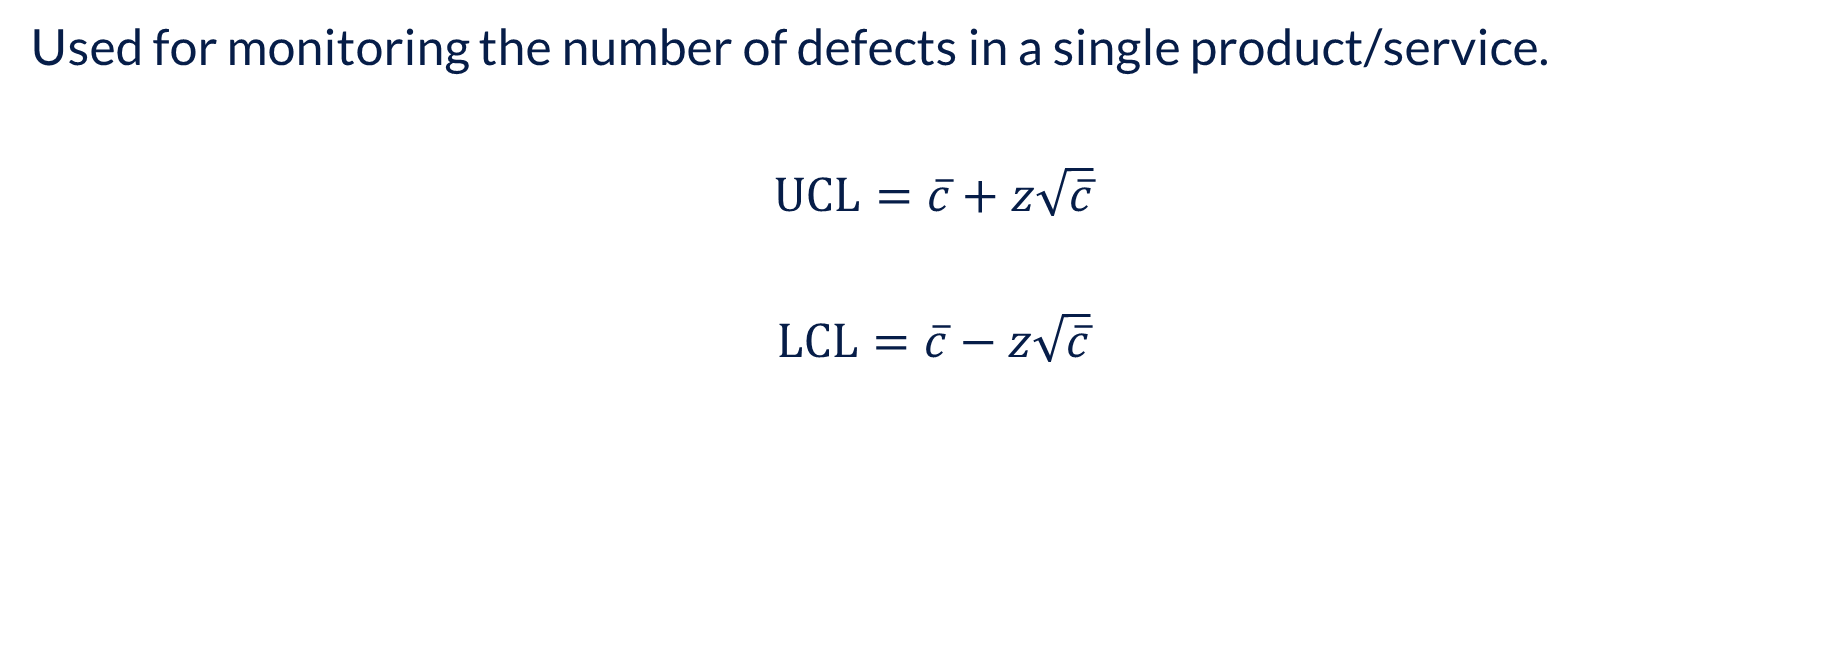 Used for monitoring the number of defects in a single product/service.
UCL = c̄ + z√c̄
LCL = c̄ − z√c̄